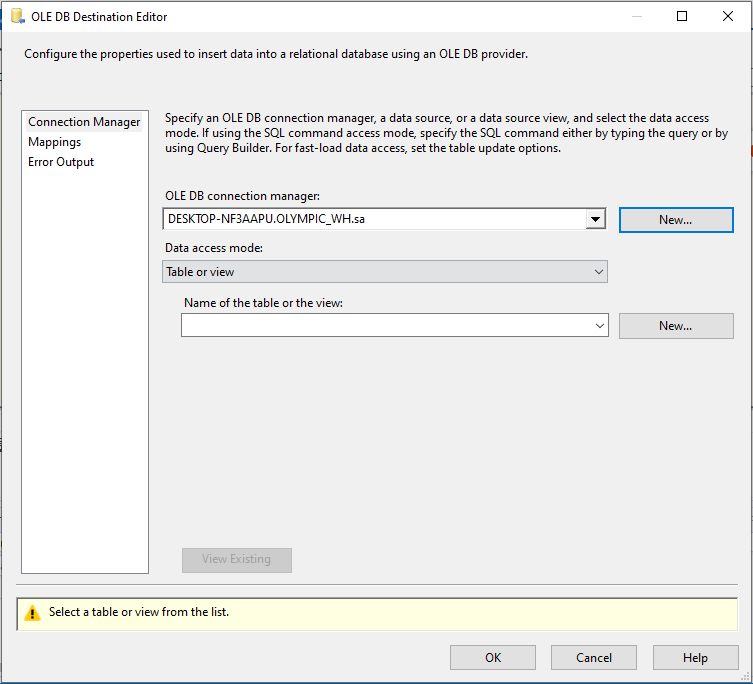 OLE DB Destination Editor
Configure the properties used to insert data into a relational database using an OLE DB provider.
Connection Manager
Mappings
Error Output
Specify an OLE DB connection manager, a data source, or a data source view, and select the data access
mode. If using the SQL command access mode, specify the SQL command either by typing the query or by
using Query Builder. For fast-load data access, set the table update options.
OLE DB connection manager:
DESKTOP-NF3AAPU.OLYMPIC_WH.sa
New...
Data access mode:
Table or view
Name of the table or the view:
New...
View Existing
Select a table or view from the list.
OK
Cancel
Help